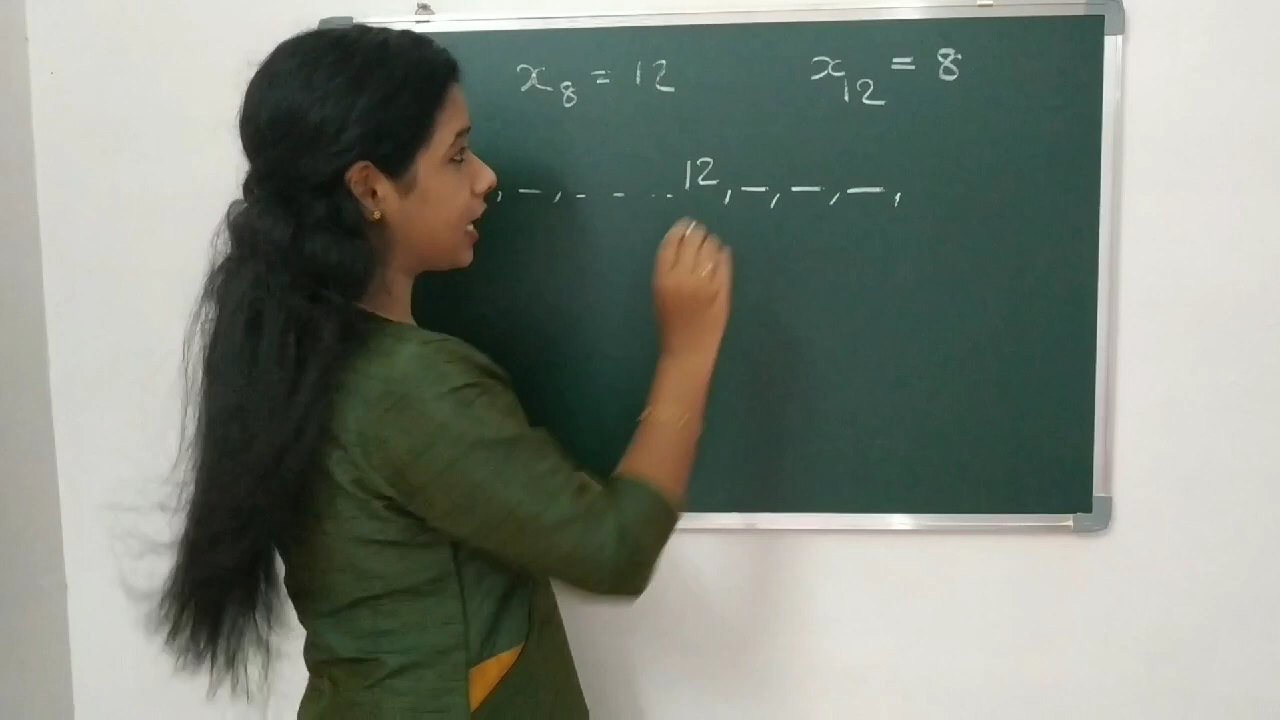 x₈ = 12 x₁₂ = 8
, –, - - .. 12, –, –, –,